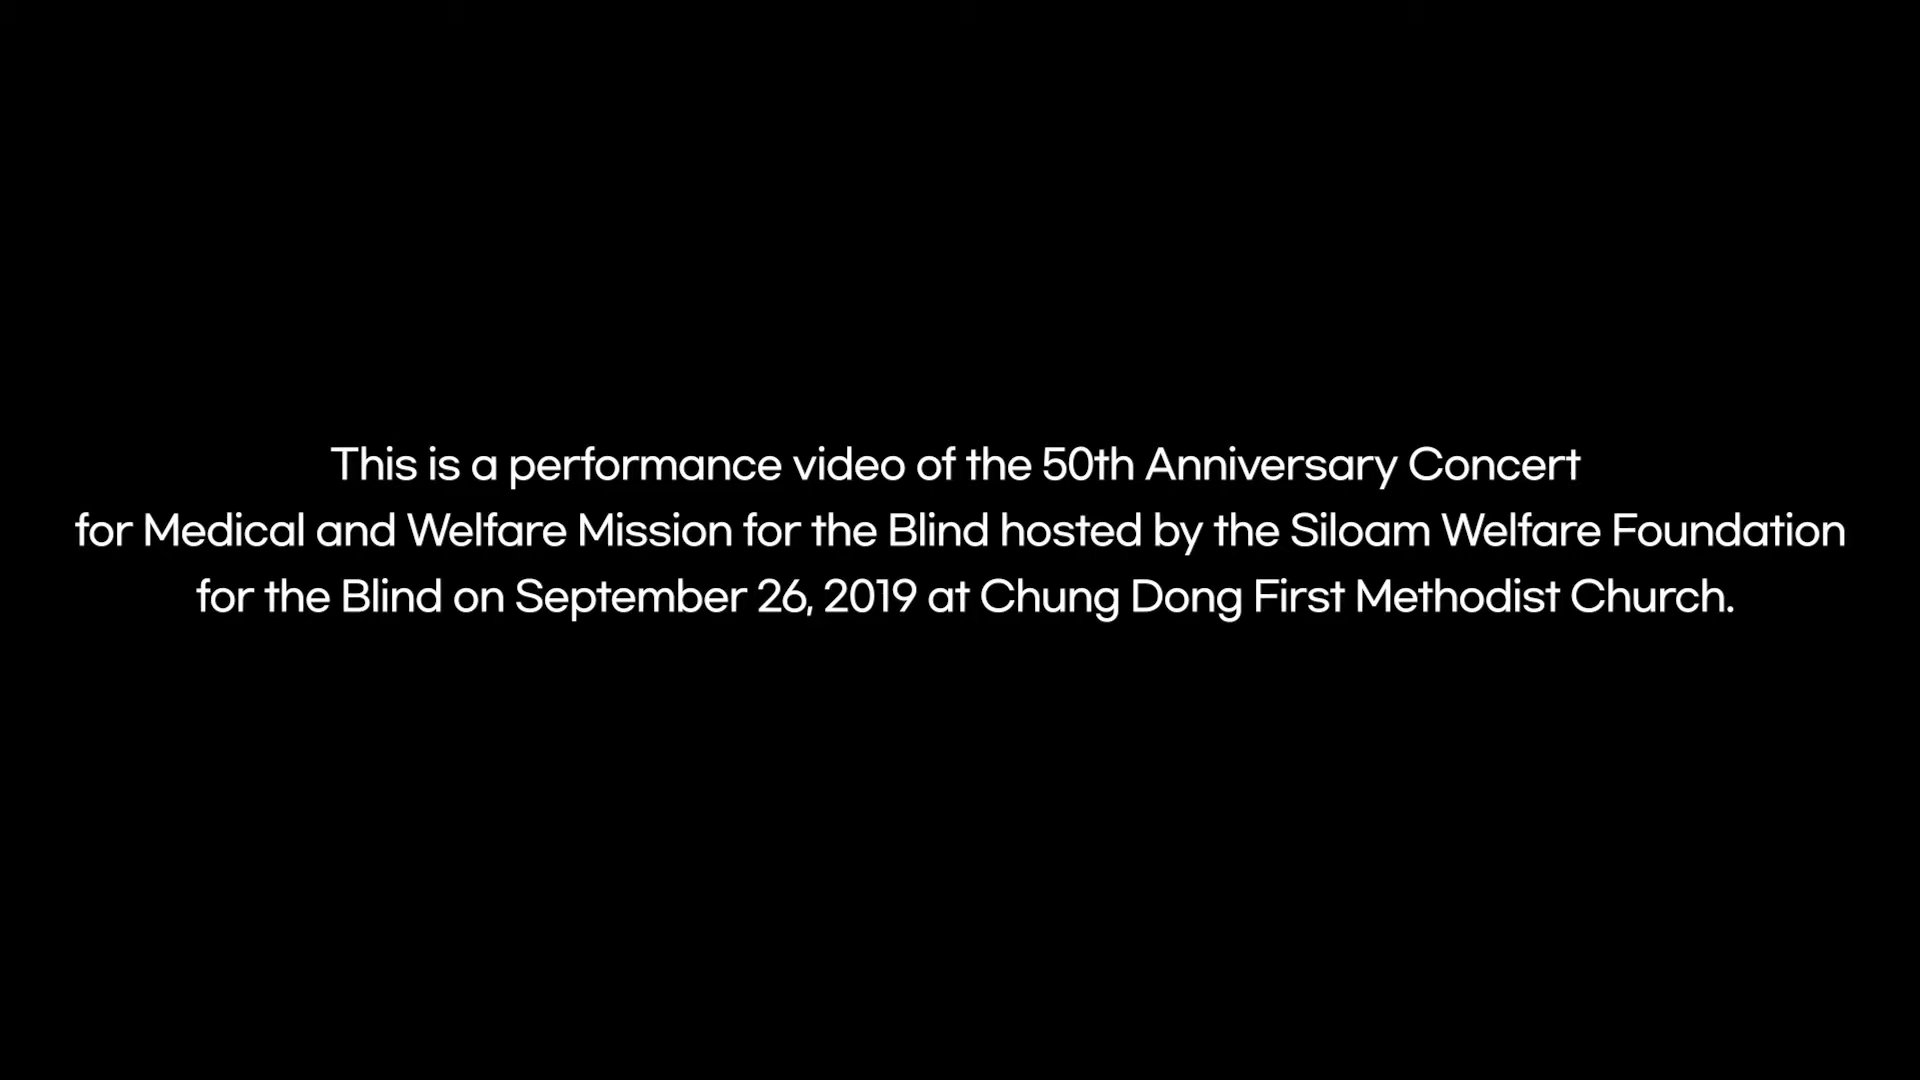 This is a performance video of the 50th Anniversary Concert
for Medical and Welfare Mission for the Blind hosted by the Siloam Welfare Foundation
for the Blind on September 26, 2019 at Chung Dong First Methodist Church.